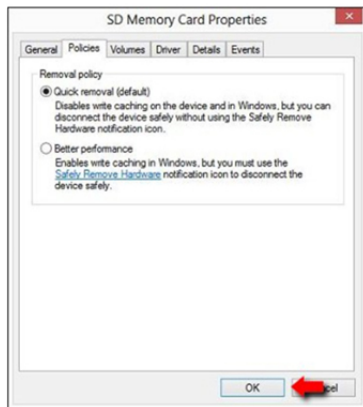 SD Memory Card Properties
General Policies Volumes Driver Details Events
Removal policy
Quick removal (default)
Disables write caching on the device and in Windows, but you can
disconnect the device safely without using the Safely Remove
Hardware notification icon.
Better performance
Enables write caching in Windows, but you must use the
Safely Remove Hardware notification icon to disconnect the
device safely.
OK